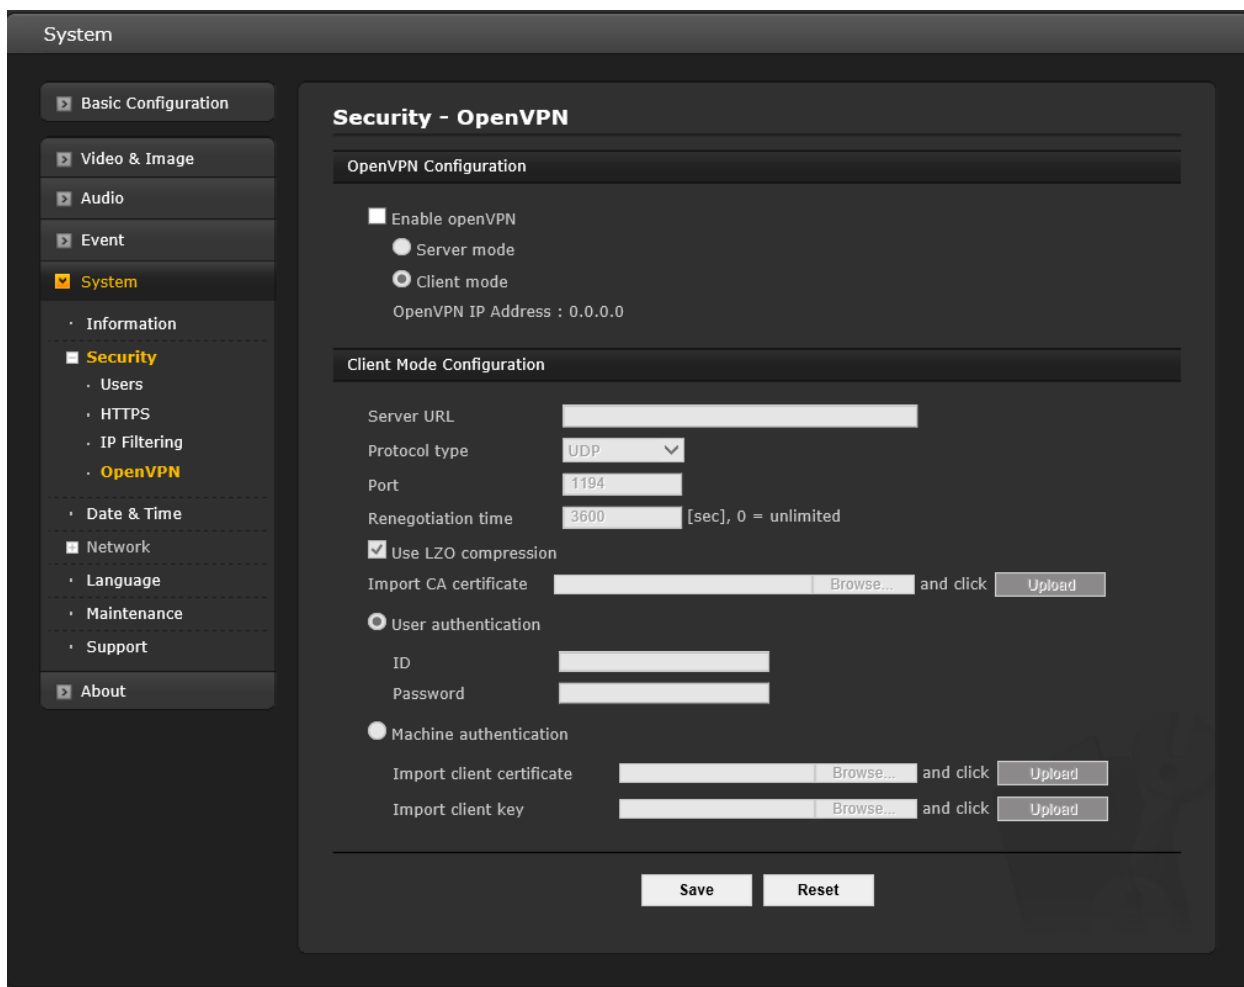 System
Basic Configuration
Video & Image
Audio
Event
System
Information
Security
Users
HTTPS
IP Filtering
OpenVPN
Date & Time
Network
Language
Maintenance
Support
About
Security - OpenVPN
OpenVPN Configuration
Enable openVPN
Server mode
Client mode
OpenVPN IP Address : 0.0.0.0
Client Mode Configuration
Server URL
Protocol type UDP
Port 1194
Renegotiation time 3600 [sec], 0 = unlimited
Use LZO compression
Import CA certificate Browse... and click Upload
User authentication
ID
Password
Machine authentication
Import client certificate Browse... and click Upload
Import client key Browse... and click Upload
Save Reset